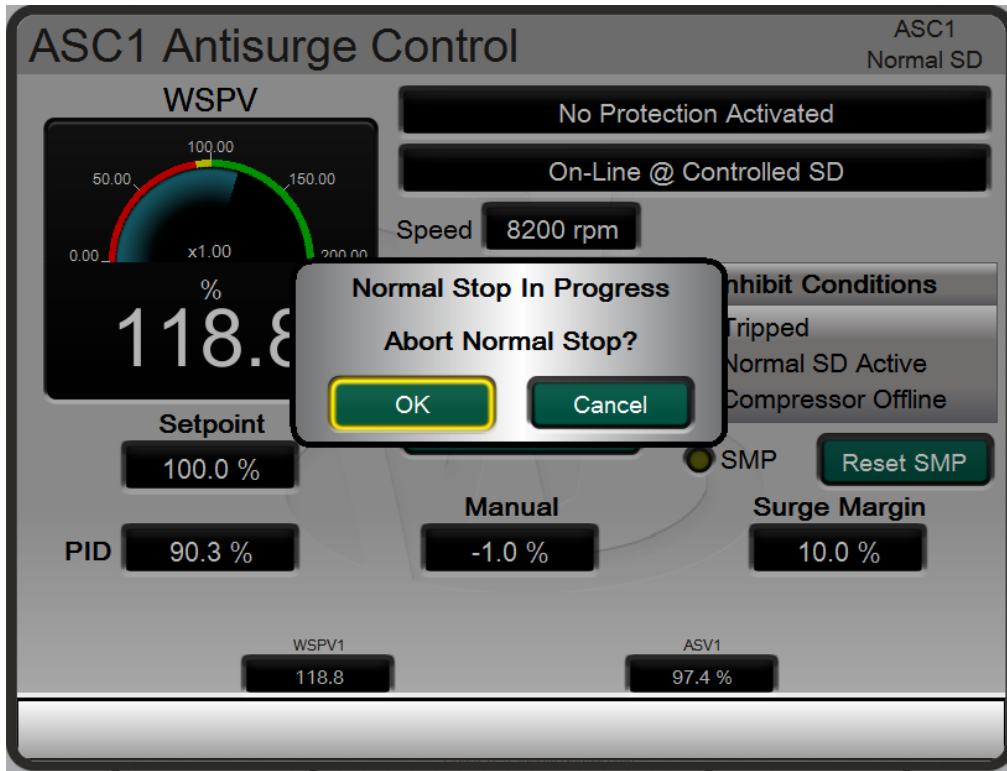 ASC1 Antisurge Control
ASC1
Normal SD
WSPV
No Protection Activated
On-Line @ Controlled SD
Speed 8200 rpm
0.00 50.00 100.00 150.00 200.00
x1.00
%
118.8
Normal Stop In Progress
Abort Normal Stop?
OK Cancel
nhibit Conditions
Tripped
Normal SD Active
Compressor Offline
Setpoint
100.0 %
SMP Reset SMP
Manual
Surge Margin
PID 90.3 % -1.0 % 10.0 %
WSPV1 ASV1
118.8 97.4 %